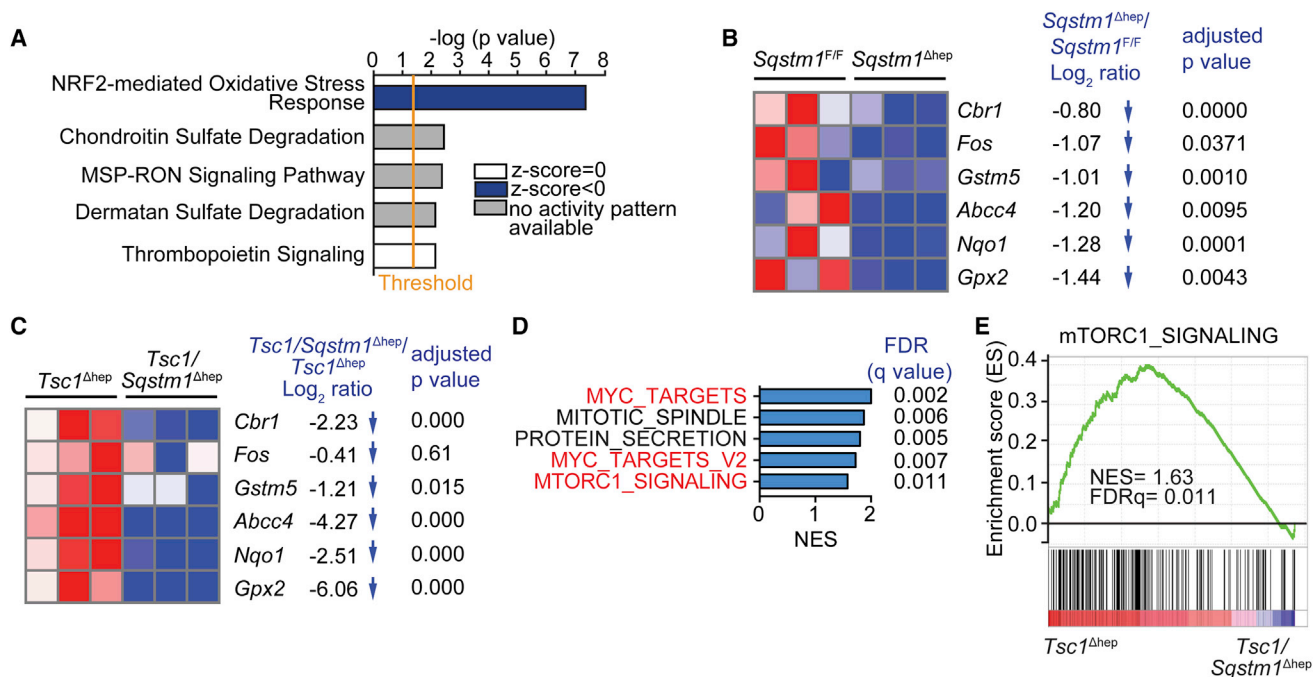 A
-log (p value)
0 1 2 3 4 5 6 7 8
NRF2-mediated Oxidative Stress
Response
Chondroitin Sulfate Degradation
MSP-RON Signaling Pathway
Dermatan Sulfate Degradation
Thrombopoietin Signaling
z-score=0
z-score<0
no activity pattern
available
Threshold
B
Sqstm1F/F Sqstm1Δhep
Sqstm1Δhep/
Sqstm1F/F
Log2 ratio
adjusted
p value
Cbr1 -0.80 0.0000
Fos -1.07 0.0371
Gstm5 -1.01 0.0010
Abcc4 -1.20 0.0095
Nqo1 -1.28 0.0001
Gpx2 -1.44 0.0043
C
Tsc1Δhep
Tsc1/
Sqstm1Δhep
Tsc1/Sqstm1Δhep/
Tsc1Δhep
Log2 ratio
adjusted
p value
Cbr1 -2.23 0.000
Fos -0.41 0.61
Gstm5 -1.21 0.015
Abcc4 -4.27 0.000
Nqo1 -2.51 0.000
Gpx2 -6.06 0.000
D
FDR
(q value)
MYC_TARGETS 0.002
MITOTIC_SPINDLE 0.006
PROTEIN_SECRETION 0.005
MYC_TARGETS_V2 0.007
MTORC1_SIGNALING 0.011
0 1 2
NES
E
mTORC1_SIGNALING
Enrichment score (ES)
0.4
0.3
0.2
0.1
0.0
NES= 1.63
FDRq= 0.011
Tsc1Δhep
Tsc1/
Sqstm1Δhep